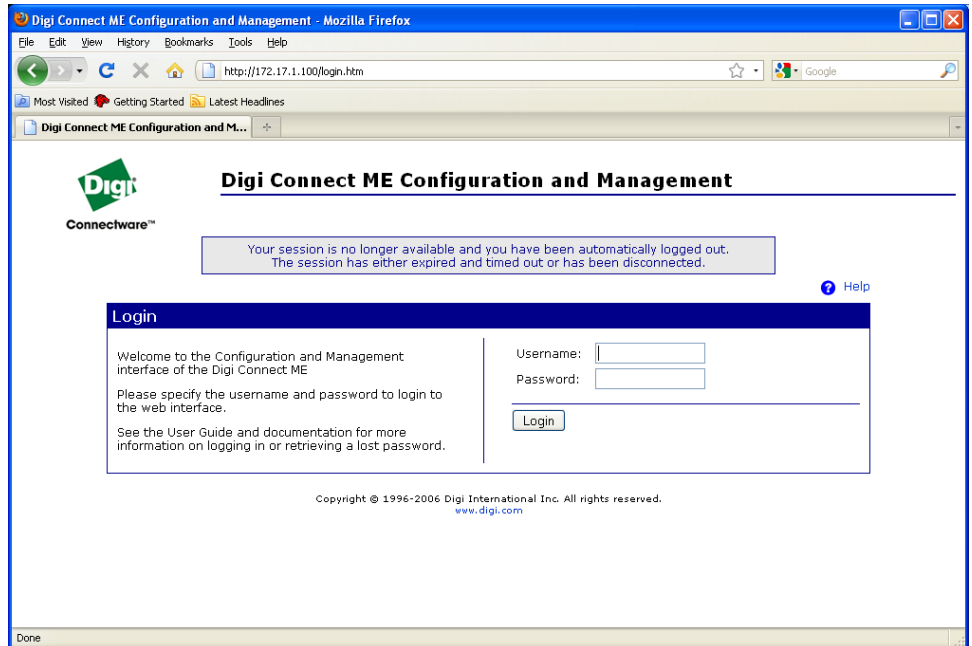 Digi Connect ME Configuration and Management - Mozilla Firefox
File Edit View History Bookmarks Tools Help
http://172.17.1.100/login.htm
Google
Most Visited Getting Started Latest Headlines
Digi Connect ME Configuration and M...
Digi
Connectware™
Digi Connect ME Configuration and Management
Your session is no longer available and you have been automatically logged out.
The session has either expired and timed out or has been disconnected.
Help
Login
Welcome to the Configuration and Management
interface of the Digi Connect ME
Please specify the username and password to login to
the web interface.
See the User Guide and documentation for more
information on logging in or retrieving a lost password.
Username:
Password:
Login
Copyright © 1996-2006 Digi International Inc. All rights reserved.
www.digi.com
Done